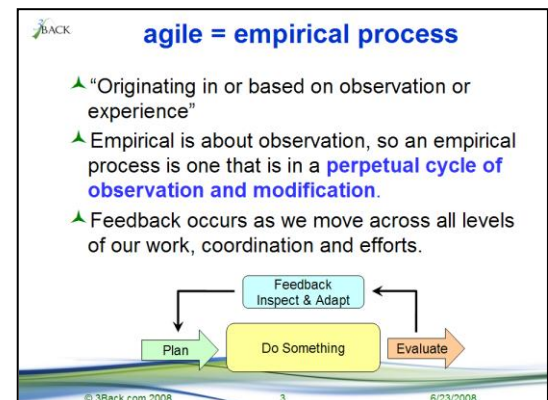 3BACK
agile = empirical process
“Originating in or based on observation or
experience”
Empirical is about observation, so an empirical
process is one that is in a perpetual cycle of
observation and modification.
Feedback occurs as we move across all levels
of our work, coordination and efforts.
Feedback
Inspect & Adapt
Plan
Do Something
Evaluate
© 3Back.com 2008
3
6/23/2008